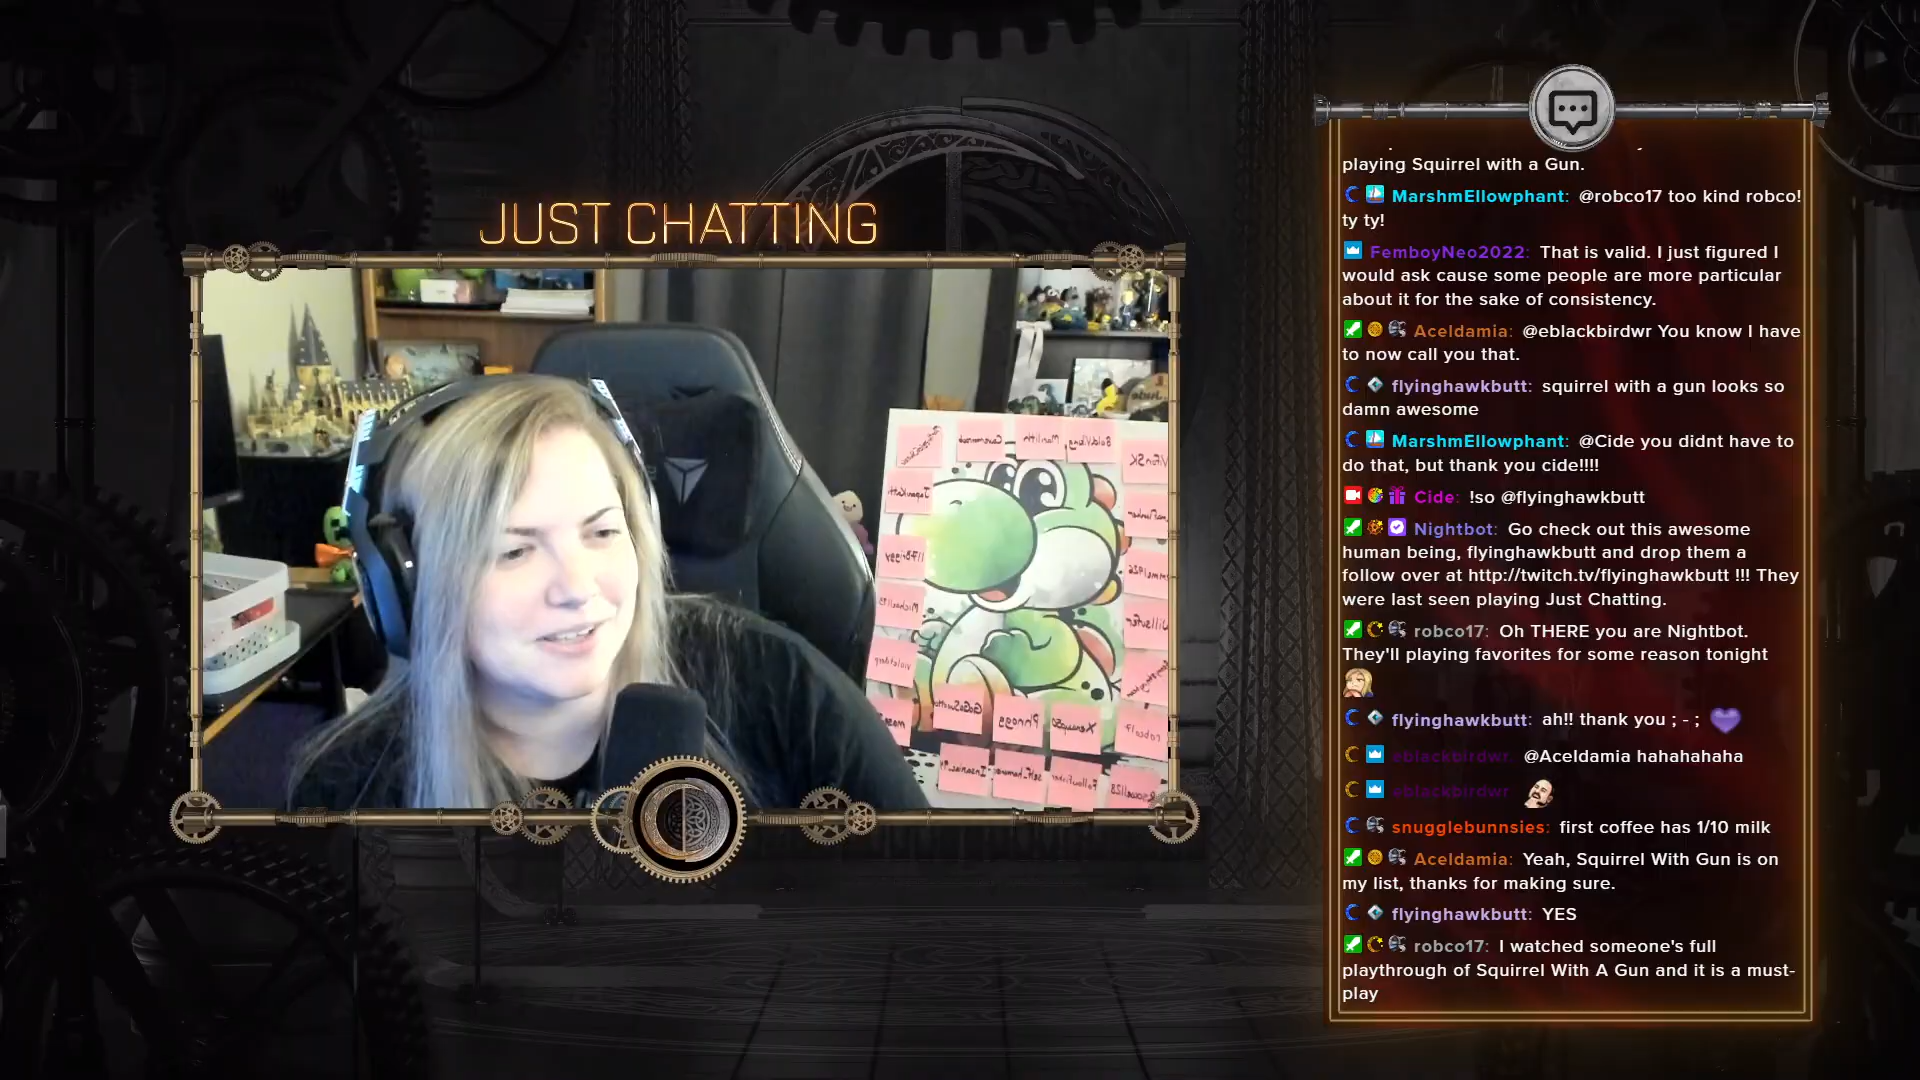 JUST CHATTING
playing Squirrel with a Gun.
MarshmEllowphant: @robco17 too kind robco!
ty ty!
FemboyNeo2022: That is valid. I just figured I
would ask cause some people are more particular
about it for the sake of consistency.
Aceldamia: @eblackbirdwr You know I have
to now call you that.
flyinghawkbutt: squirrel with a gun looks so
damn awesome
MarshmEllowphant: @Cide you didnt have to
do that, but thank you cide!!!!
Cide: !so @flyinghawkbutt
Nightbot: Go check out this awesome
human being, flyinghawkbutt and drop them a
follow over at http://twitch.tv/flyinghawkbutt !!! They
were last seen playing Just Chatting.
robco17: Oh THERE you are Nightbot.
They'll playing favorites for some reason tonight
flyinghawkbutt: ah!! thank you ; - ;
eblackbirdwr: @Aceldamia hahahahaha
eblackbirdwr:
snugglebunnsies: first coffee has 1/10 milk
Aceldamia: Yeah, Squirrel With Gun is on
my list, thanks for making sure.
flyinghawkbutt: YES
robco17: I watched someone's full
playthrough of Squirrel With A Gun and it is a must-
play